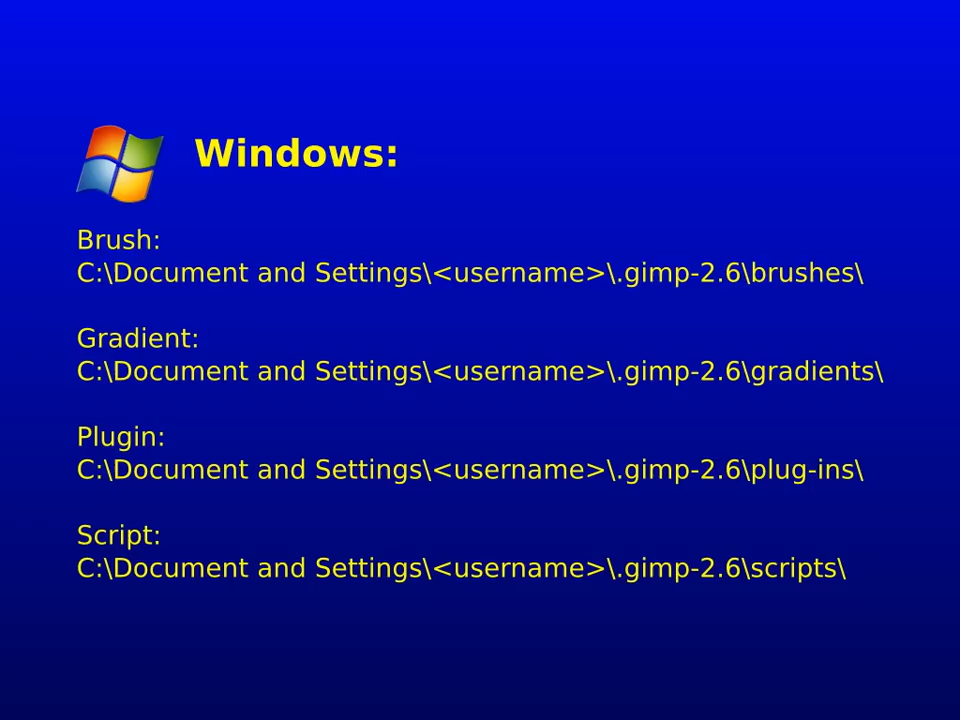 Windows:
Brush:
C:\Document and Settings\<username>\.gimp-2.6\brushes\
Gradient:
C:\Document and Settings\<username>\.gimp-2.6\gradients\
Plugin:
C:\Document and Settings\<username>\.gimp-2.6\plug-ins\
Script:
C:\Document and Settings\<username>\.gimp-2.6\scripts\